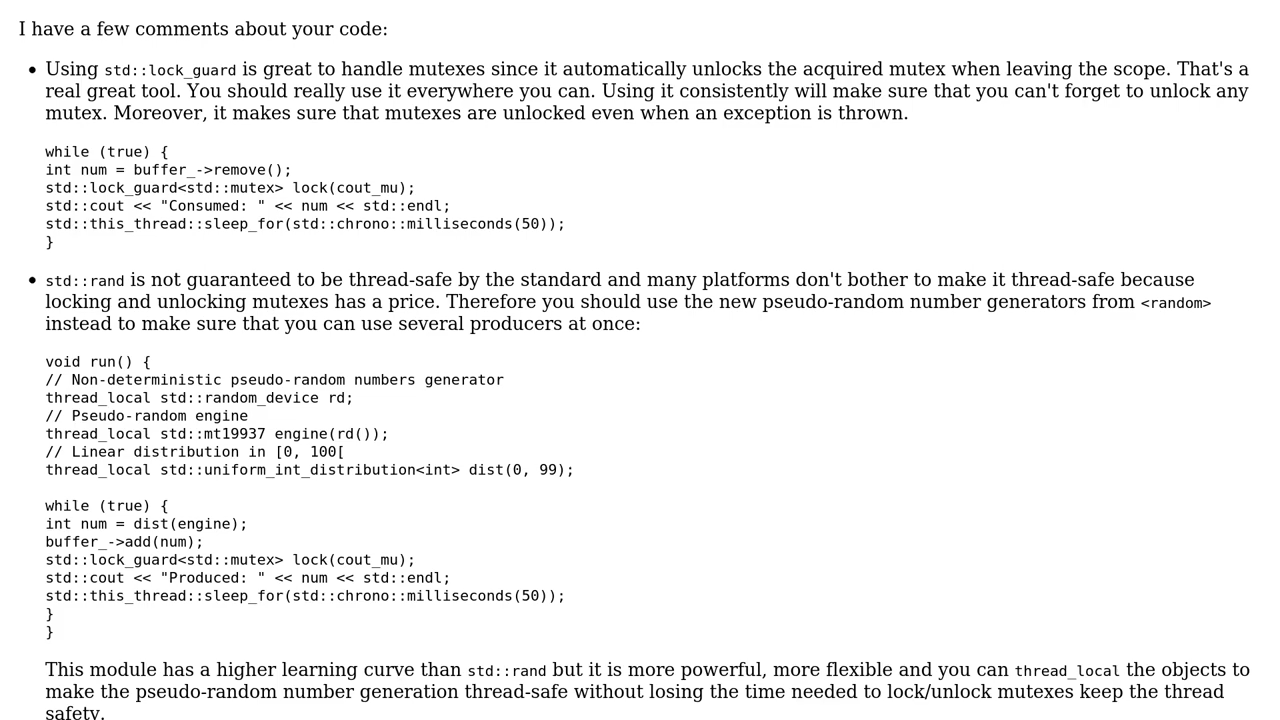 I have a few comments about your code:
Using std::lock_guard is great to handle mutexes since it automatically unlocks the acquired mutex when leaving the scope. That's a
real great tool. You should really use it everywhere you can. Using it consistently will make sure that you can't forget to unlock any
mutex. Moreover, it makes sure that mutexes are unlocked even when an exception is thrown.
while (true) {
int num = buffer_->remove();
std::lock_guard<std::mutex> lock(cout_mu);
std::cout << "Consumed: " << num << std::endl;
std::this_thread::sleep_for(std::chrono::milliseconds(50));
}
std::rand is not guaranteed to be thread-safe by the standard and many platforms don't bother to make it thread-safe because
locking and unlocking mutexes has a price. Therefore you should use the new pseudo-random number generators from <random>
instead to make sure that you can use several producers at once:
void run() {
// Non-deterministic pseudo-random numbers generator
thread_local std::random_device rd;
// Pseudo-random engine
thread_local std::mt19937 engine(rd());
// Linear distribution in [0, 100[
thread_local std::uniform_int_distribution<int> dist(0, 99);
while (true) {
int num = dist(engine);
buffer_->add(num);
std::lock_guard<std::mutex> lock(cout_mu);
std::cout << "Produced: " << num << std::endl;
std::this_thread::sleep_for(std::chrono::milliseconds(50));
}
}
This module has a higher learning curve than std::rand but it is more powerful, more flexible and you can thread_local the objects to
make the pseudo-random number generation thread-safe without losing the time needed to lock/unlock mutexes keep the thread
safety.